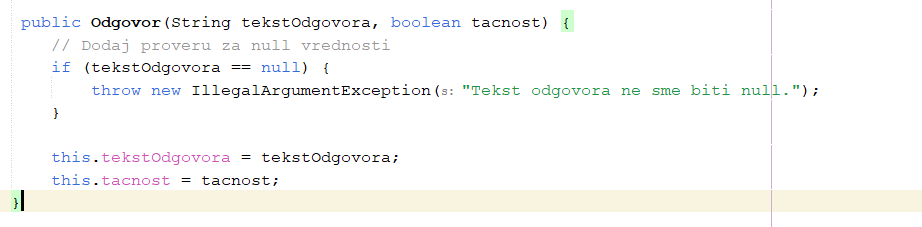 public Odgovor(String tekstOdgovora, boolean tacnost) {
// Dodaj proveru za null vrednosti
if (tekstOdgovora == null) {
throw new IllegalArgumentException(s: "Tekst odgovora ne sme biti null.");
}
this.tekstOdgovora = tekstOdgovora;
this.tacnost = tacnost;
}